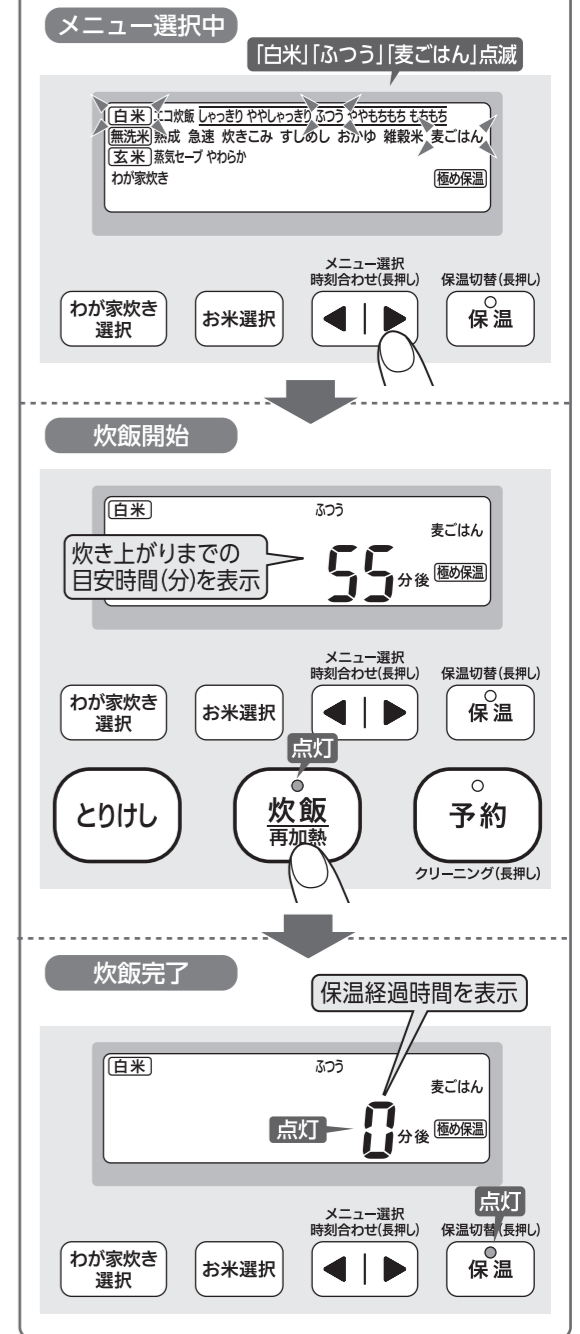 メニュー選択中
「白米」「ふつう」「麦ごはん」点滅
白米 エコ炊飯 しゃっきり ややしゃっきり ふつう ややもちもち もちもち
無洗米 熟成 急速 炊きこみ すしめし おかゆ 雑穀米 麦ごはん
玄米 蒸気セーブ やわらか
わが家炊き 極め保温
メニュー選択
時刻合わせ(長押し) 保温切替(長押し)
わが家炊き
選択
お米選択
保温
炊飯開始
白米 ふつう
麦ごはん
炊き上がりまでの
目安時間(分)を表示
55分後 極め保温
メニュー選択
時刻合わせ(長押し) 保温切替(長押し)
わが家炊き
選択
お米選択
保温
点灯
とりけし
炊飯
再加熱
予約
クリーニング(長押し)
炊飯完了
保温経過時間を表示
白米 ふつう
麦ごはん
点灯 0分後 極め保温
点灯
メニュー選択
時刻合わせ(長押し) 保温切替(長押し)
わが家炊き
選択
お米選択
保温